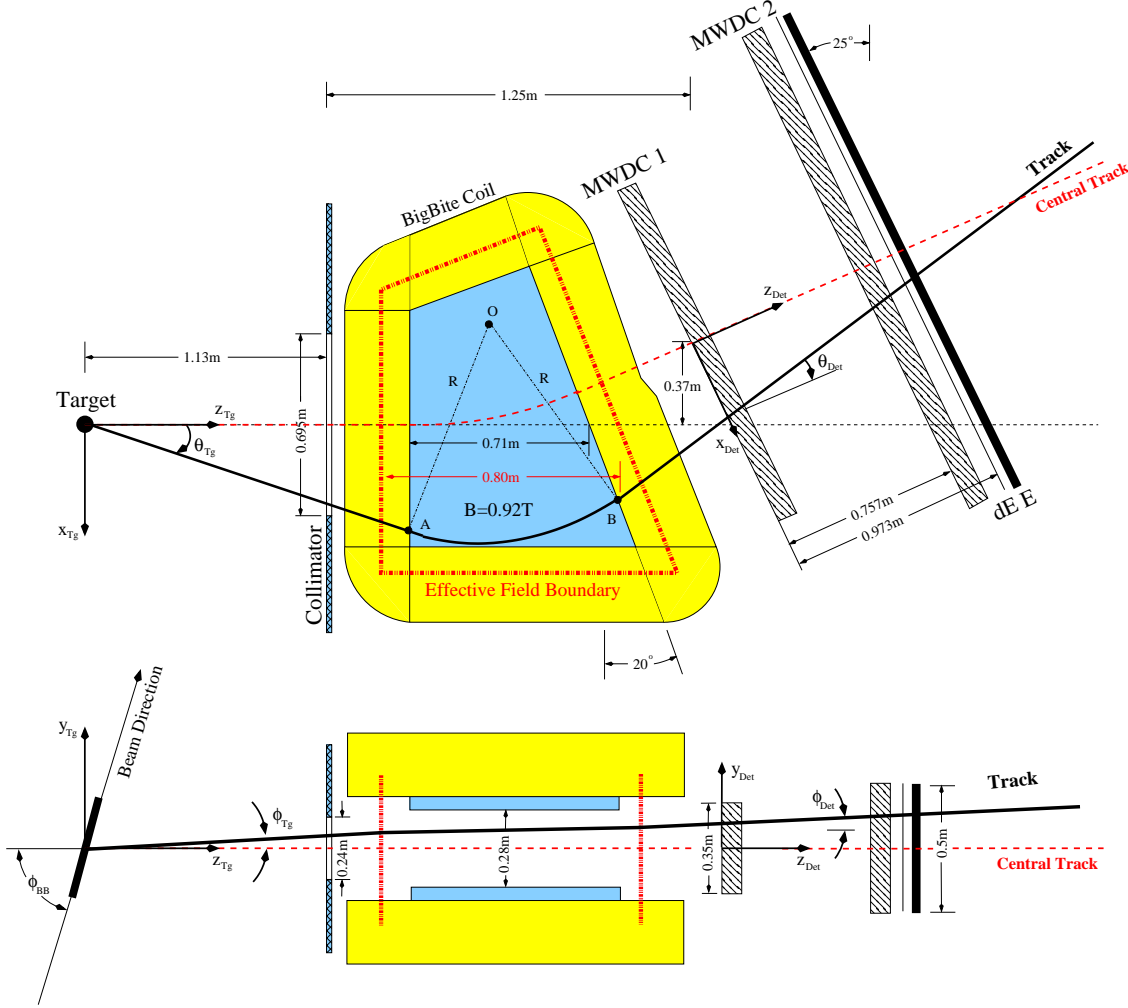 MWDC 2
25°
1.25m
MWDC 1
Track
Central Track
BigBite Coil
O
z_Det
1.13m
R
R
0.37m
θ_Det
Target
z_Tg
0.695m
θ_Tg
0.71m
x_Det
0.80m
0.757m
0.973m
A
B=0.92T
B
dE E
x_Tg
Collimator
Effective Field Boundary
20°
Beam Direction
y_Tg
y_Det
Track
ϕ_Tg
ϕ_Det
z_Tg
0.24m
0.28m
0.35m
z_Det
0.5m
Central Track
ϕ_BB